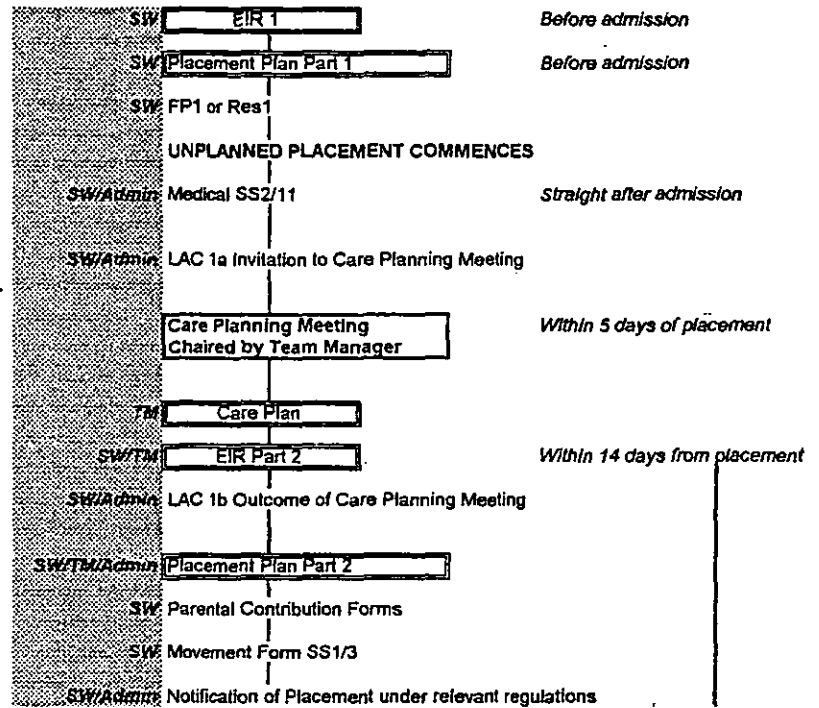 SW EIR 1 Before admission
SW Placement Plan Part 1 Before admission
SW FP1 or Res1
UNPLANNED PLACEMENT COMMENCES
SW/Admin Medical SS2/11 Straight after admission
SW/Admin LAC 1a Invitation to Care Planning Meeting
Care Planning Meeting Within 5 days of placement
Chaired by Team Manager
TM Care Plan
SW/TM EIR Part 2 Within 14 days from placement
SW/Admin LAC 1b Outcome of Care Planning Meeting
SW/TM/Admin Placement Plan Part 2
SW Parental Contribution Forms
SW Movement Form SS1/3
SW/Admin Notification of Placement under relevant regulations